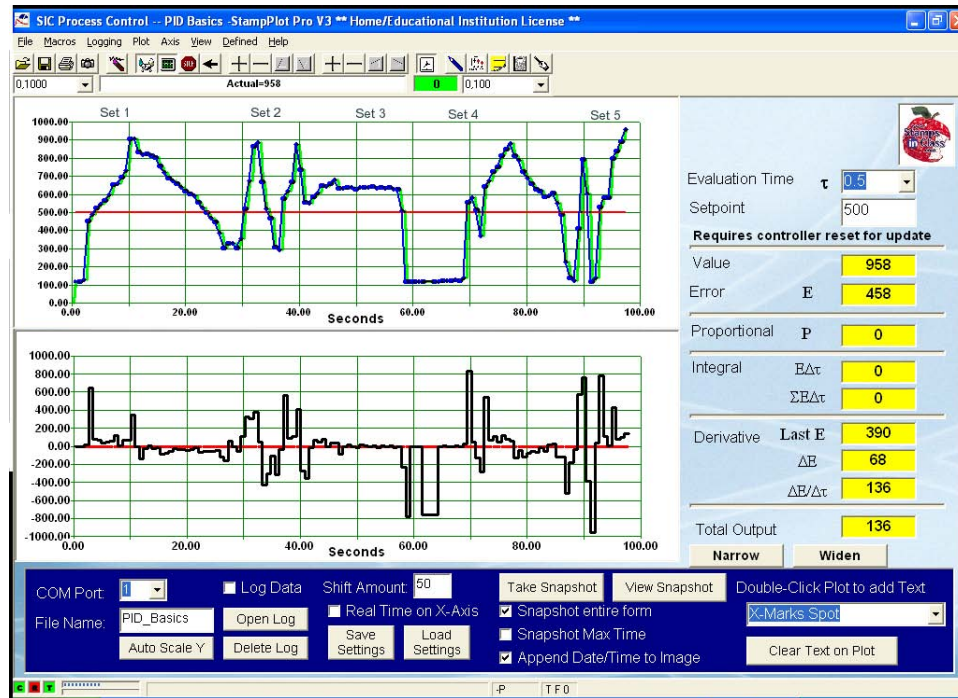 SIC Process Control -- PID Basics -StampPlot Pro V3 ** Home/Educational Institution License **
File Macros Logging Plot Axis View Defined Help
0,1000 Actual=958 0 0,100
Set 1 Set 2 Set 3 Set 4 Set 5
1000.00
900.00
800.00
700.00
600.00
500.00
400.00
300.00
200.00
100.00
0.00
0.00 20.00 40.00 60.00 80.00 100.00
Seconds
1000.00
800.00
600.00
400.00
200.00
0.00
-200.00
-400.00
-600.00
-800.00
-1000.00
0.00 20.00 40.00 60.00 80.00 100.00
Seconds
Stamps
in Class
Evaluation Time τ 0.5
Setpoint 500
Requires controller reset for update
Value 958
Error E 458
Proportional P 0
Integral EΔτ 0
ΣEΔτ 0
Derivative Last E 390
ΔE 68
ΔE/Δτ 136
Total Output 136
Narrow Widen
COM Port: 1
File Name: PID_Basics
Auto Scale Y
Log Data
Open Log
Delete Log
Shift Amount: 50
Real Time on X-Axis
Save Settings
Load Settings
Take Snapshot View Snapshot
Snapshot entire form
Snapshot Max Time
Append Date/Time to Image
Double-Click Plot to add Text
X-Marks Spot
Clear Text on Plot
C R T -P T F 0